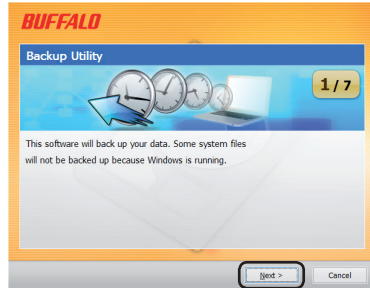 BUFFALO
Backup Utility
1/7
This software will back up your data. Some system files
will not be backed up because Windows is running.
Next >
Cancel